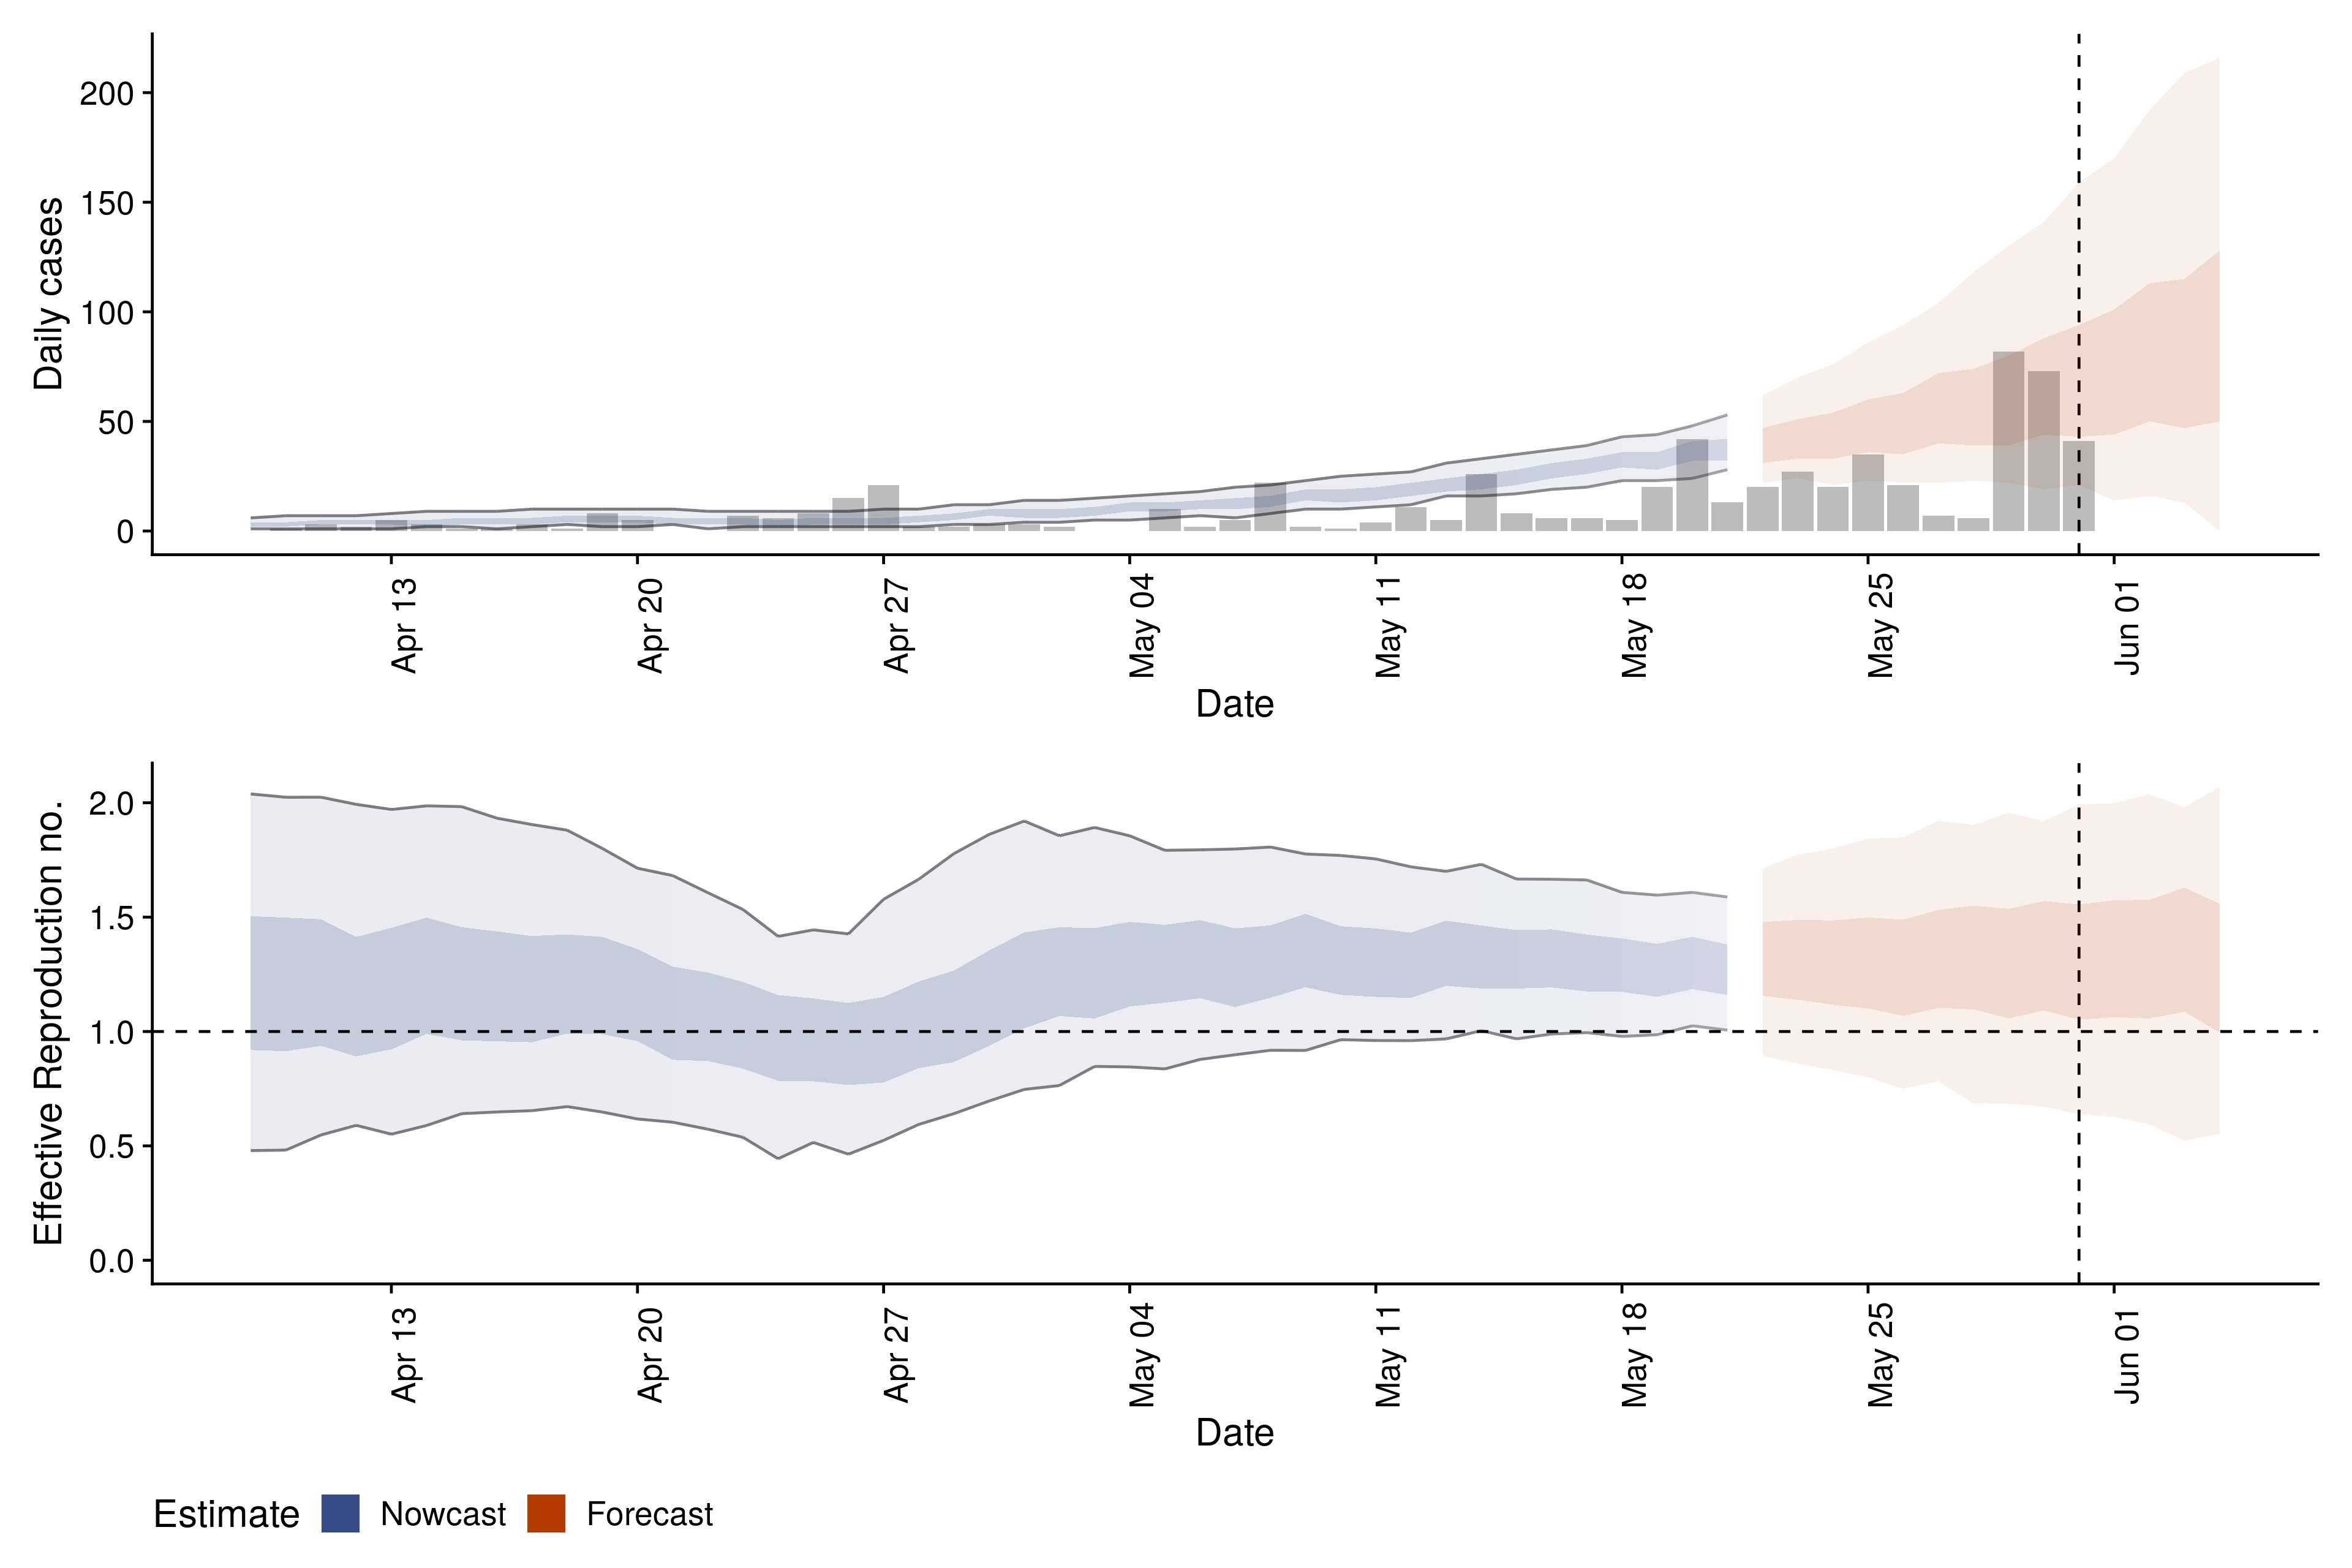 Daily cases
200
150
100
50
0
Apr 13
Apr 20
Apr 27
May 04
May 11
May 18
May 25
Jun 01
Date
Effective Reproduction no.
2.0
1.5
1.0
0.5
0.0
Apr 13
Apr 20
Apr 27
May 04
May 11
May 18
May 25
Jun 01
Date
Estimate Nowcast Forecast